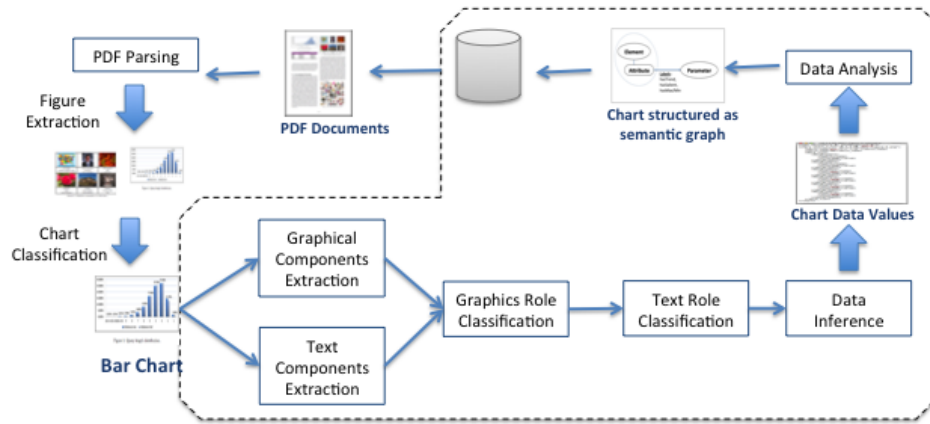 PDF Parsing
Figure
Extraction
PDF Documents
Element
Attribute
Parameter
Chart structured as
semantic graph
Data Analysis
Chart Data Values
Chart
Classification
Bar Chart
Graphical
Components
Extraction
Text
Components
Extraction
Graphics Role
Classification
Text Role
Classification
Data
Inference